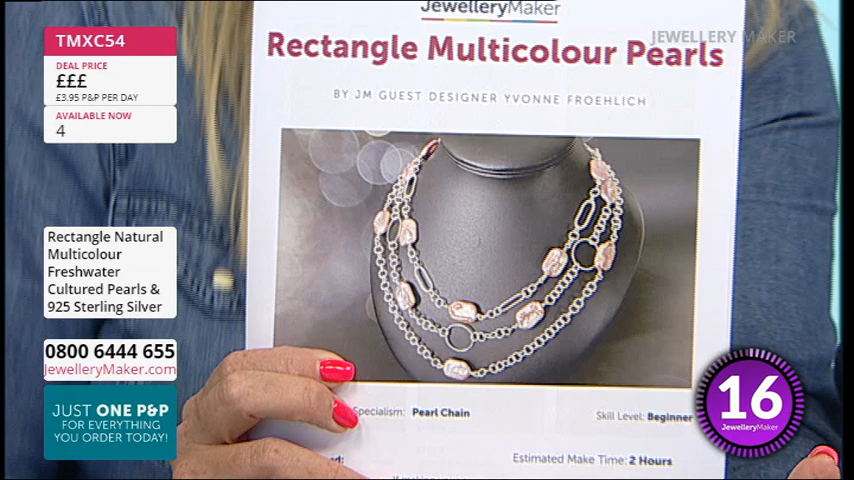 TMXC54
DEAL PRICE
£££
£3.95 P&P PER DAY
AVAILABLE NOW
4
Rectangle Natural
Multicolour
Freshwater
Cultured Pearls &
925 Sterling Silver
0800 6444 655
JewelleryMaker.com
JUST ONE P&P
FOR EVERYTHING
YOU ORDER TODAY!
JewelleryMaker
JEWELLERY MAKER
Rectangle Multicolour Pearls
BY JM GUEST DESIGNER YVONNE FROEHLICH
Specialism: Pearl Chain
Skill Level: Beginner
Estimated Make Time: 2 Hours
16
JewelleryMaker